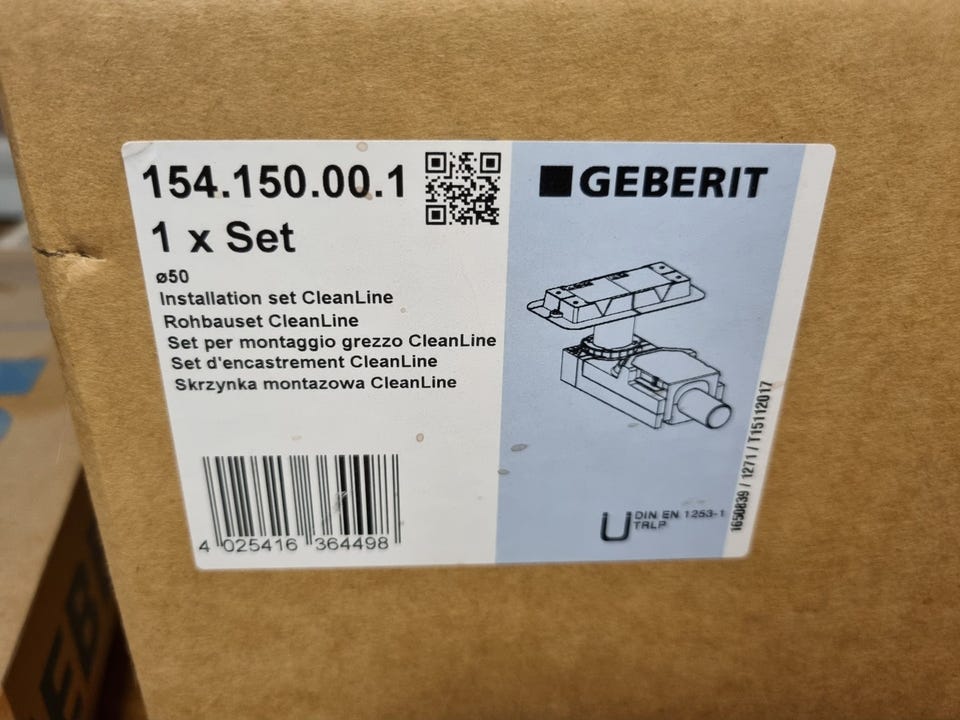 154.150.00.1
1 x Set
ø50
Installation set CleanLine
Rohbauset CleanLine
Set per montaggio grezzo CleanLine
Set d'encastrement CleanLine
Skrzynka montazowa CleanLine
4 025416 364498
GEBERIT
DIN EN 1253-1
TRLP
1650839 / 1271 / T15112017
EB